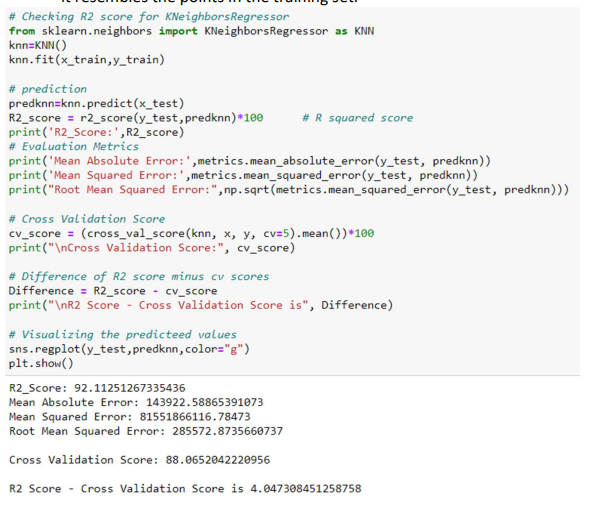 it resembles the points in the training set.
# Checking R2 score for KNeighborsRegressor
from sklearn.neighbors import KNeighborsRegressor as KNN
knn=KNN()
knn.fit(x_train,y_train)
# prediction
predknn=knn.predict(x_test)
R2_score = r2_score(y_test,predknn)*100      # R squared score
print('R2_Score:',R2_score)
# Evaluation Metrics
print('Mean Absolute Error:',metrics.mean_absolute_error(y_test, predknn))
print('Mean Squared Error:',metrics.mean_squared_error(y_test, predknn))
print("Root Mean Squared Error:",np.sqrt(metrics.mean_squared_error(y_test, predknn)))
# Cross Validation Score
cv_score = (cross_val_score(knn, x, y, cv=5).mean())*100
print("\nCross Validation Score:", cv_score)
# Difference of R2 score minus cv scores
Difference = R2_score - cv_score
print("\nR2 Score - Cross Validation Score is", Difference)
# Visualizing the predicteed values
sns.regplot(y_test,predknn,color="g")
plt.show()
R2_Score: 92.11251267335436
Mean Absolute Error: 143922.58865391073
Mean Squared Error: 81551866116.78473
Root Mean Squared Error: 285572.8735660737
Cross Validation Score: 88.0652042220956
R2 Score - Cross Validation Score is 4.047308451258758